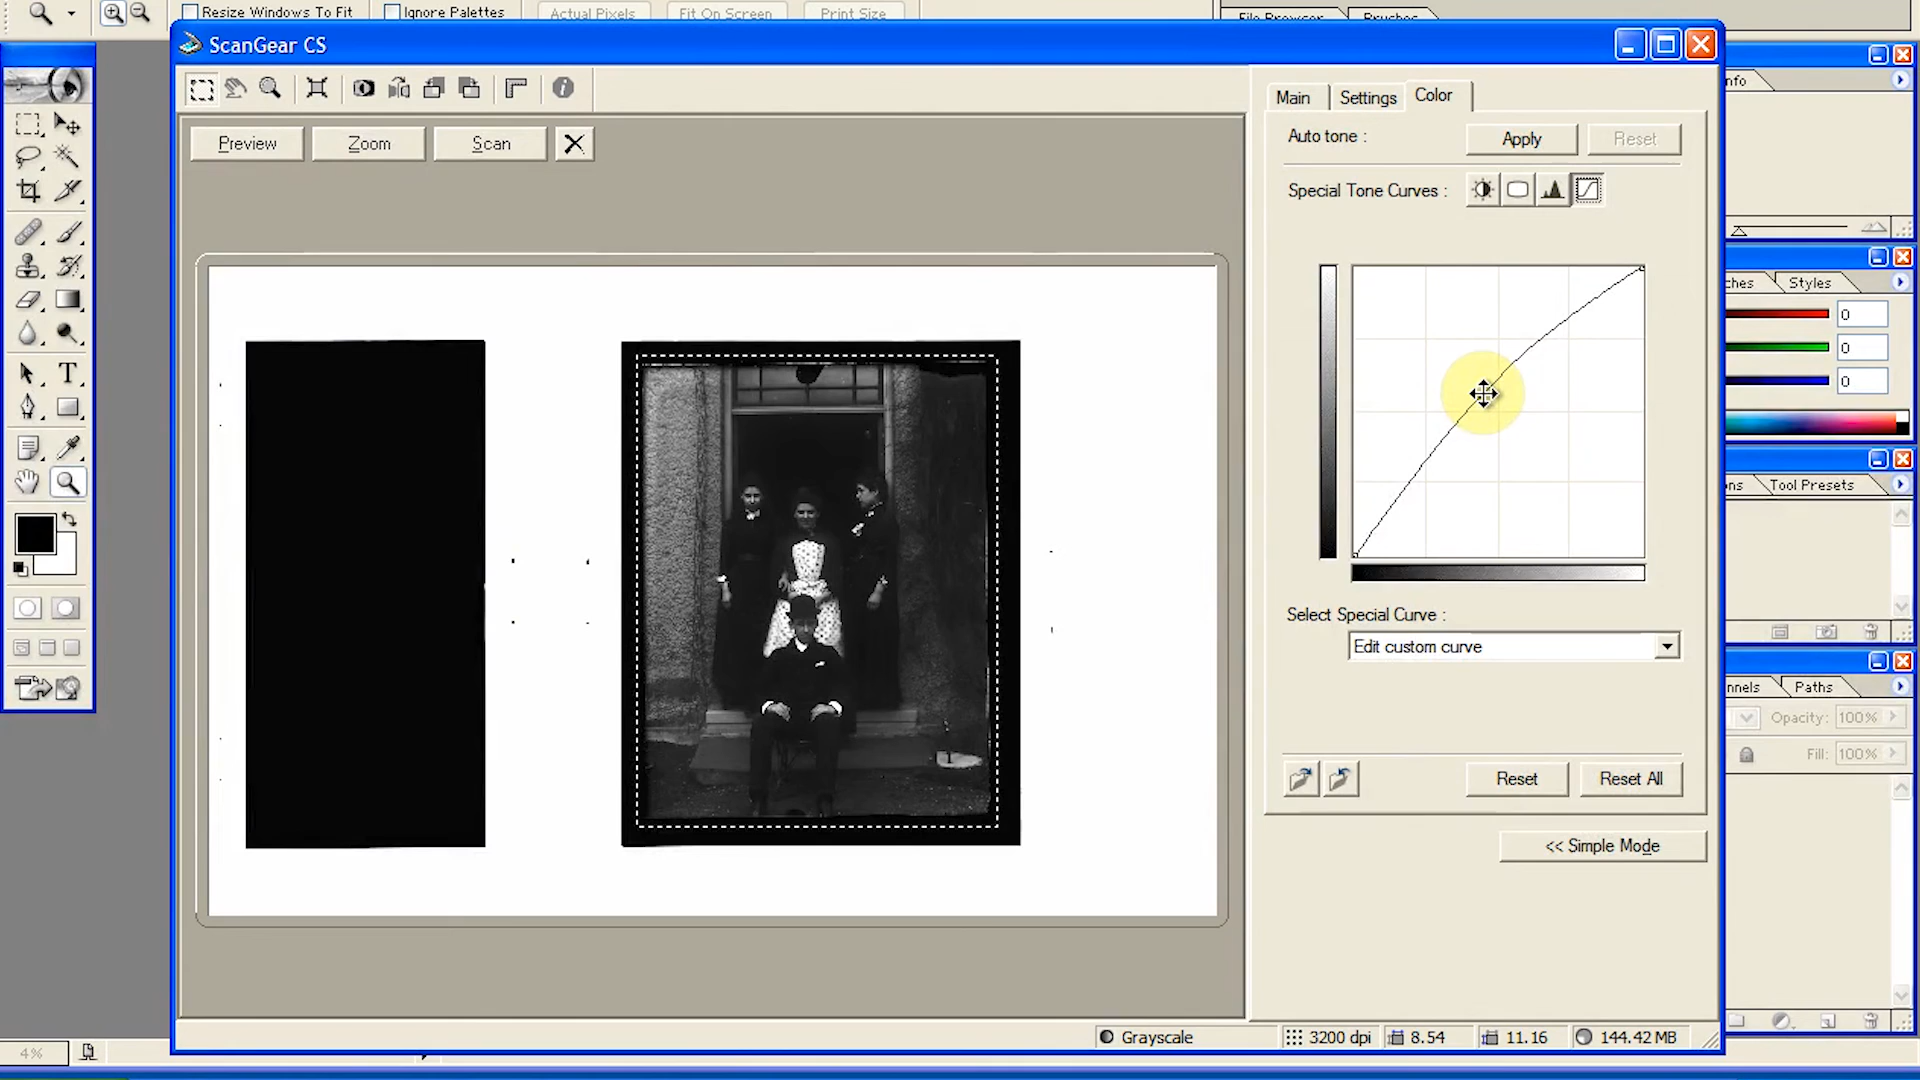 Resize Windows To Fit
Ignore Palettes
Actual Pixels
Fit On Screen
Print Size
File Browser
Brushes
ScanGear CS
Main
Settings
Color
Preview
Zoom
Scan
Auto tone :
Apply
Reset
Special Tone Curves :
Select Special Curve :
Edit custom curve
Reset
Reset All
<< Simple Mode
Grayscale
3200 dpi
8.54
11.16
144.42 MB
4%
Styles
0
0
0
Tool Presets
Paths
Opacity: 100%
Fill: 100%